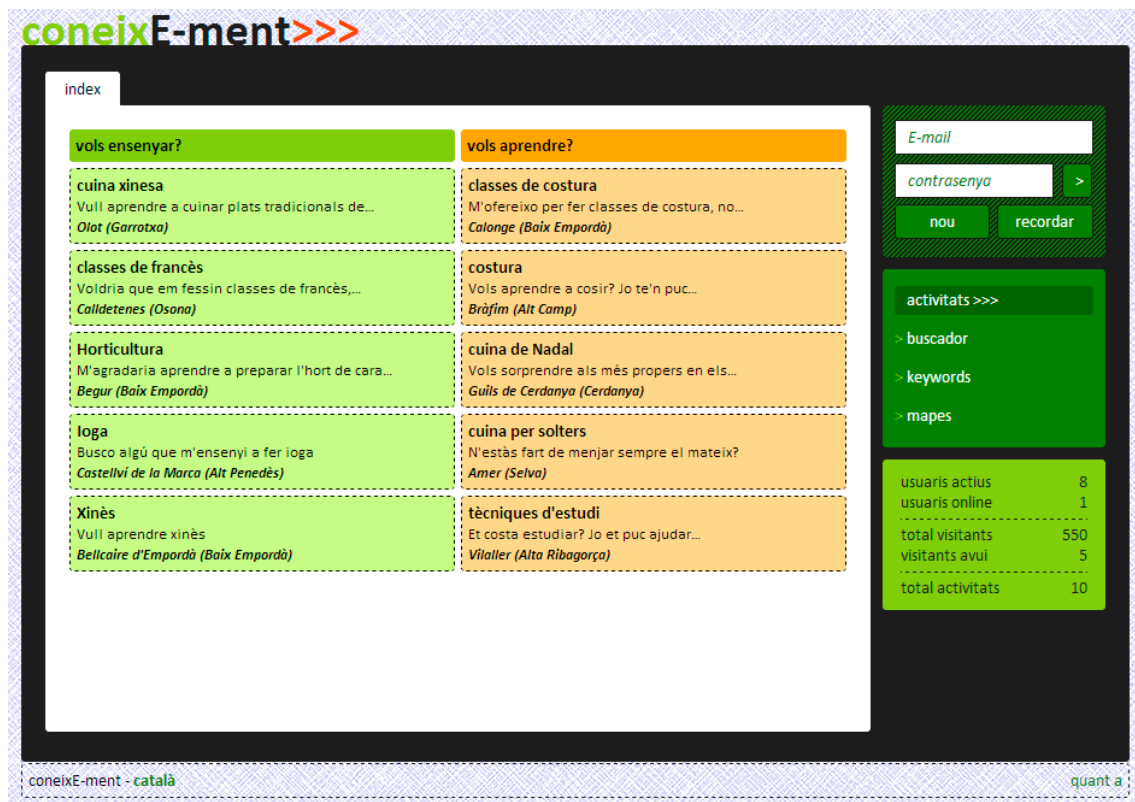 coneixE-ment>>>
index
vols ensenyar?
cuina xinesa
Vull aprendre a cuinar plats tradicionals de...
Olot (Garrotxa)
classes de francès
Voldria que em fessin classes de francès,...
Calldetenes (Osona)
Horticultura
M'agradaria aprendre a preparar l'hort de cara...
Begur (Baix Empordà)
Ioga
Busco algú que m'ensenyi a fer ioga
Castellví de la Marca (Alt Penedès)
Xinès
Vull aprendre xinès
Bellcaire d'Empordà (Baix Empordà)
vols aprendre?
classes de costura
M'ofereixo per fer classes de costura, no...
Calonge (Baix Empordà)
costura
Vols aprendre a cosir? Jo te'n puc...
Bràfim (Alt Camp)
cuina de Nadal
Vols sorprendre als més propers en els...
Guils de Cerdanya (Cerdanya)
cuina per solters
N'estàs fart de menjar sempre el mateix?
Amer (Selva)
tècniques d'estudi
Et costa estudiar? Jo et puc ajudar...
Vilaller (Alta Ribagorça)
E-mail
contrasenya >
nou recordar
activitats >>>
> buscador
> keywords
> mapes
usuaris actius 8
usuaris online 1
total visitants 550
visitants avui 5
total activitats 10
coneixE-ment - català
quant a